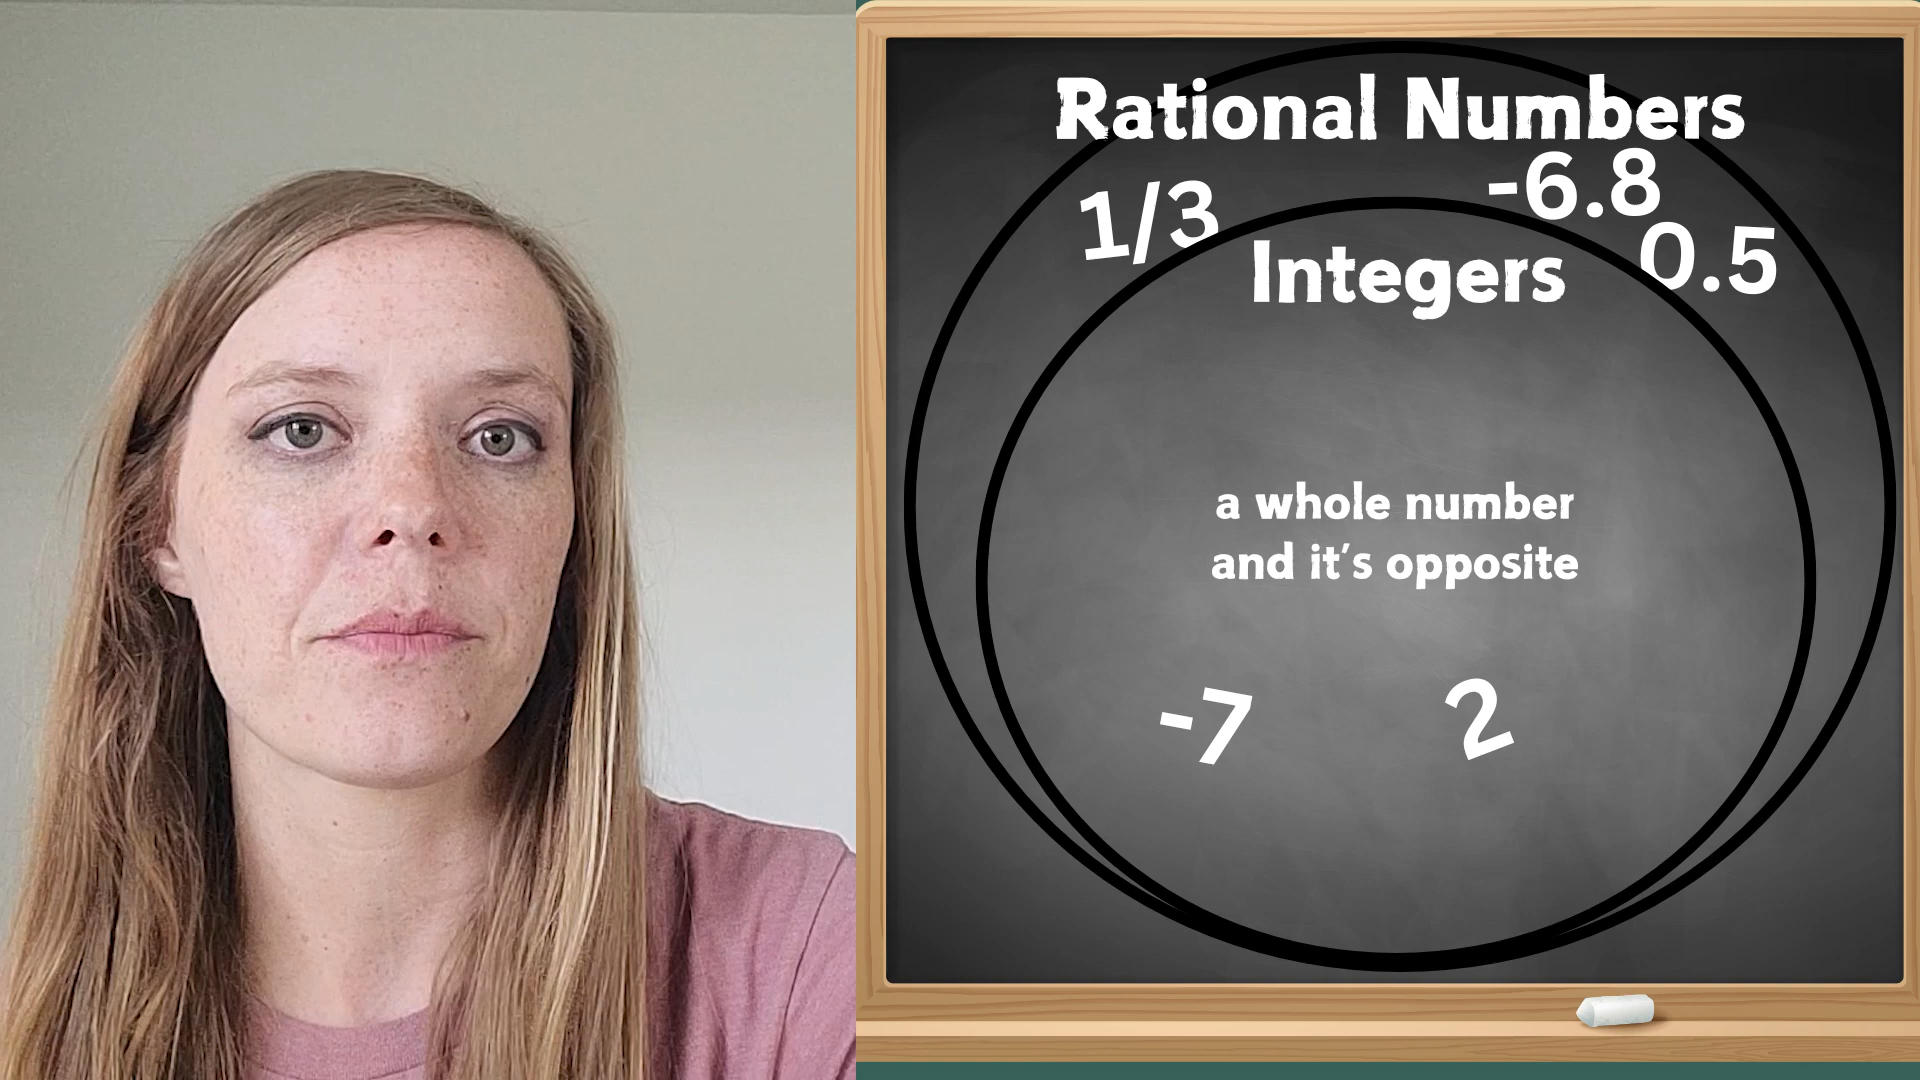 Rational Numbers
1/3
-6.8
0.5
Integers
a whole number
and it's opposite
-7
2